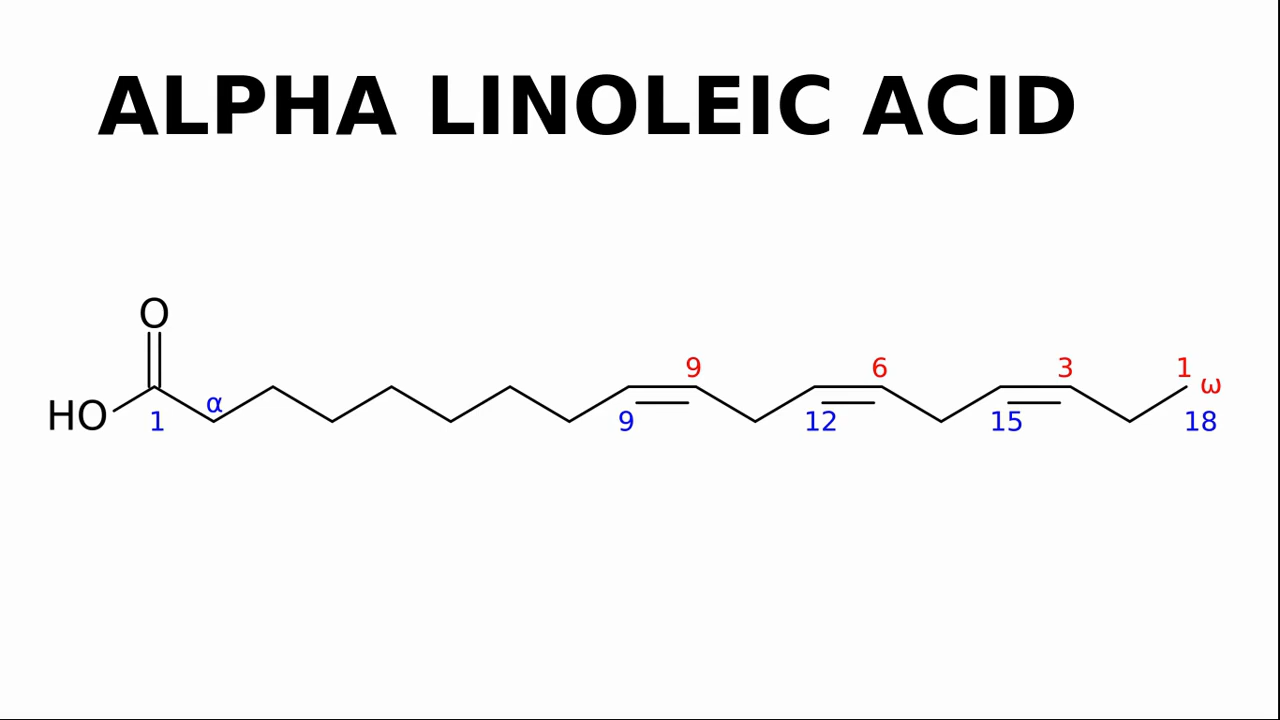 ALPHA LINOLEIC ACID
O
9 6 3 1 ω
HO 1 α 9 12 15 18